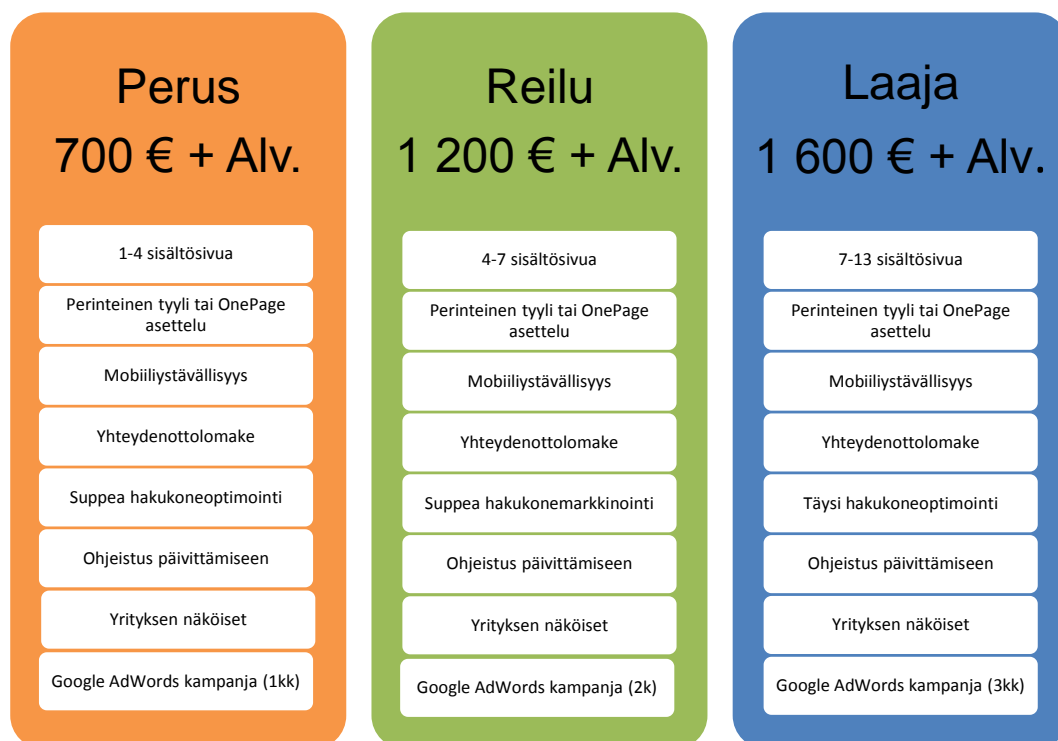 Perus
700 € + Alv.
1-4 sisältösivua
Perinteinen tyyli tai OnePage
asettelu
Mobiiliystävällisyys
Yhteydenottolomake
Suppea hakukoneoptimointi
Ohjeistus päivittämiseen
Yrityksen näköiset
Google AdWords kampanja (1kk)
Reilu
1 200 € + Alv.
4-7 sisältösivua
Perinteinen tyyli tai OnePage
asettelu
Mobiiliystävällisyys
Yhteydenottolomake
Suppea hakukonemarkkinointi
Ohjeistus päivittämiseen
Yrityksen näköiset
Google AdWords kampanja (2k)
Laaja
1 600 € + Alv.
7-13 sisältösivua
Perinteinen tyyli tai OnePage
asettelu
Mobiiliystävällisyys
Yhteydenottolomake
Täysi hakukoneoptimointi
Ohjeistus päivittämiseen
Yrityksen näköiset
Google AdWords kampanja (3kk)